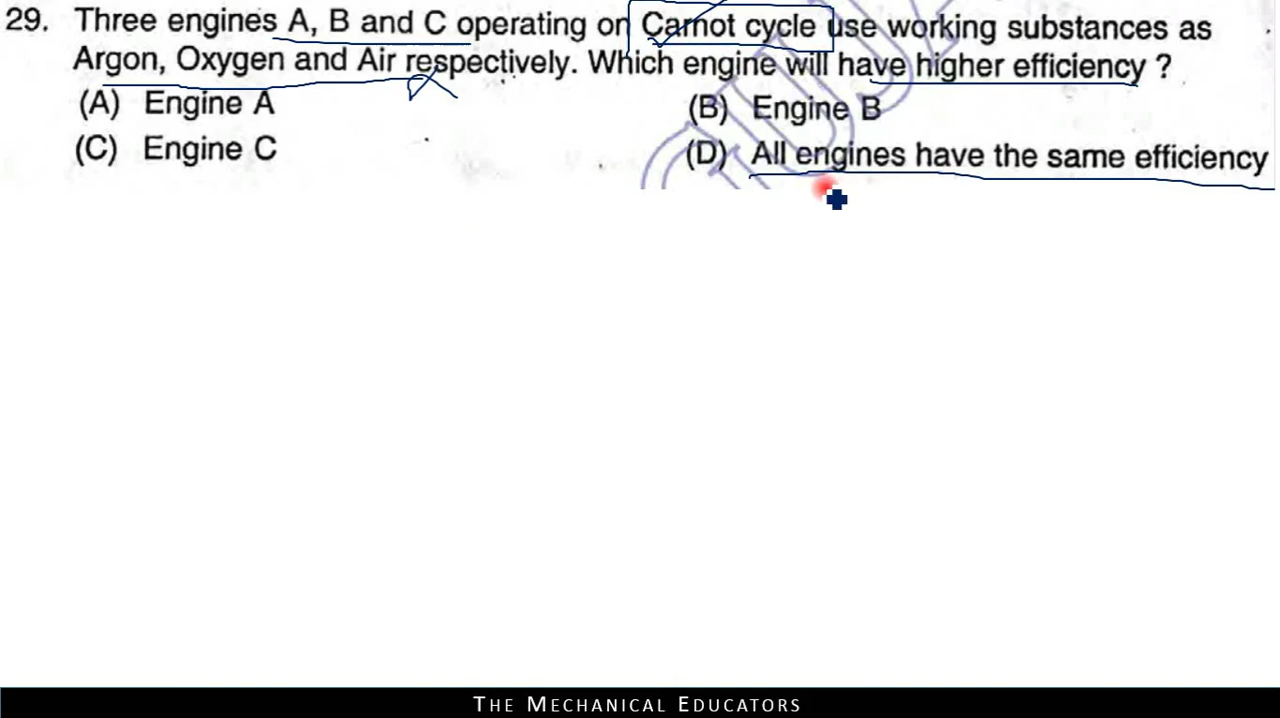 29. Three engines A, B and C operating on Carnot cycle use working substances as
Argon, Oxygen and Air respectively. Which engine will have higher efficiency ?
(A) Engine A (B) Engine B
(C) Engine C (D) All engines have the same efficiency
THE MECHANICAL EDUCATORS